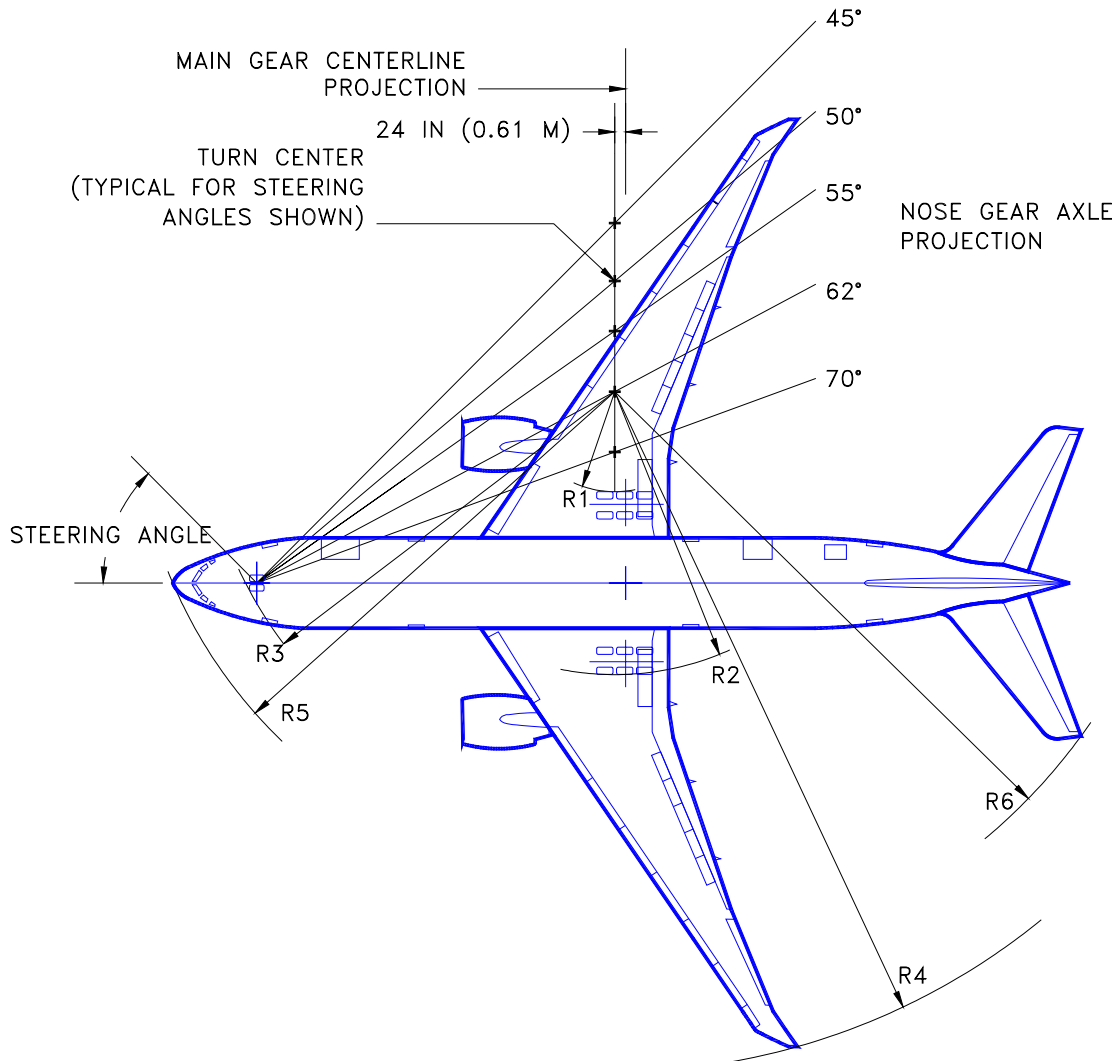 45°
MAIN GEAR CENTERLINE
PROJECTION
50°
24 IN (0.61 M)
TURN CENTER
(TYPICAL FOR STEERING
ANGLES SHOWN)
55°
NOSE GEAR AXLE
PROJECTION
62°
70°
R1
STEERING ANGLE
R3
R2
R5
R6
R4